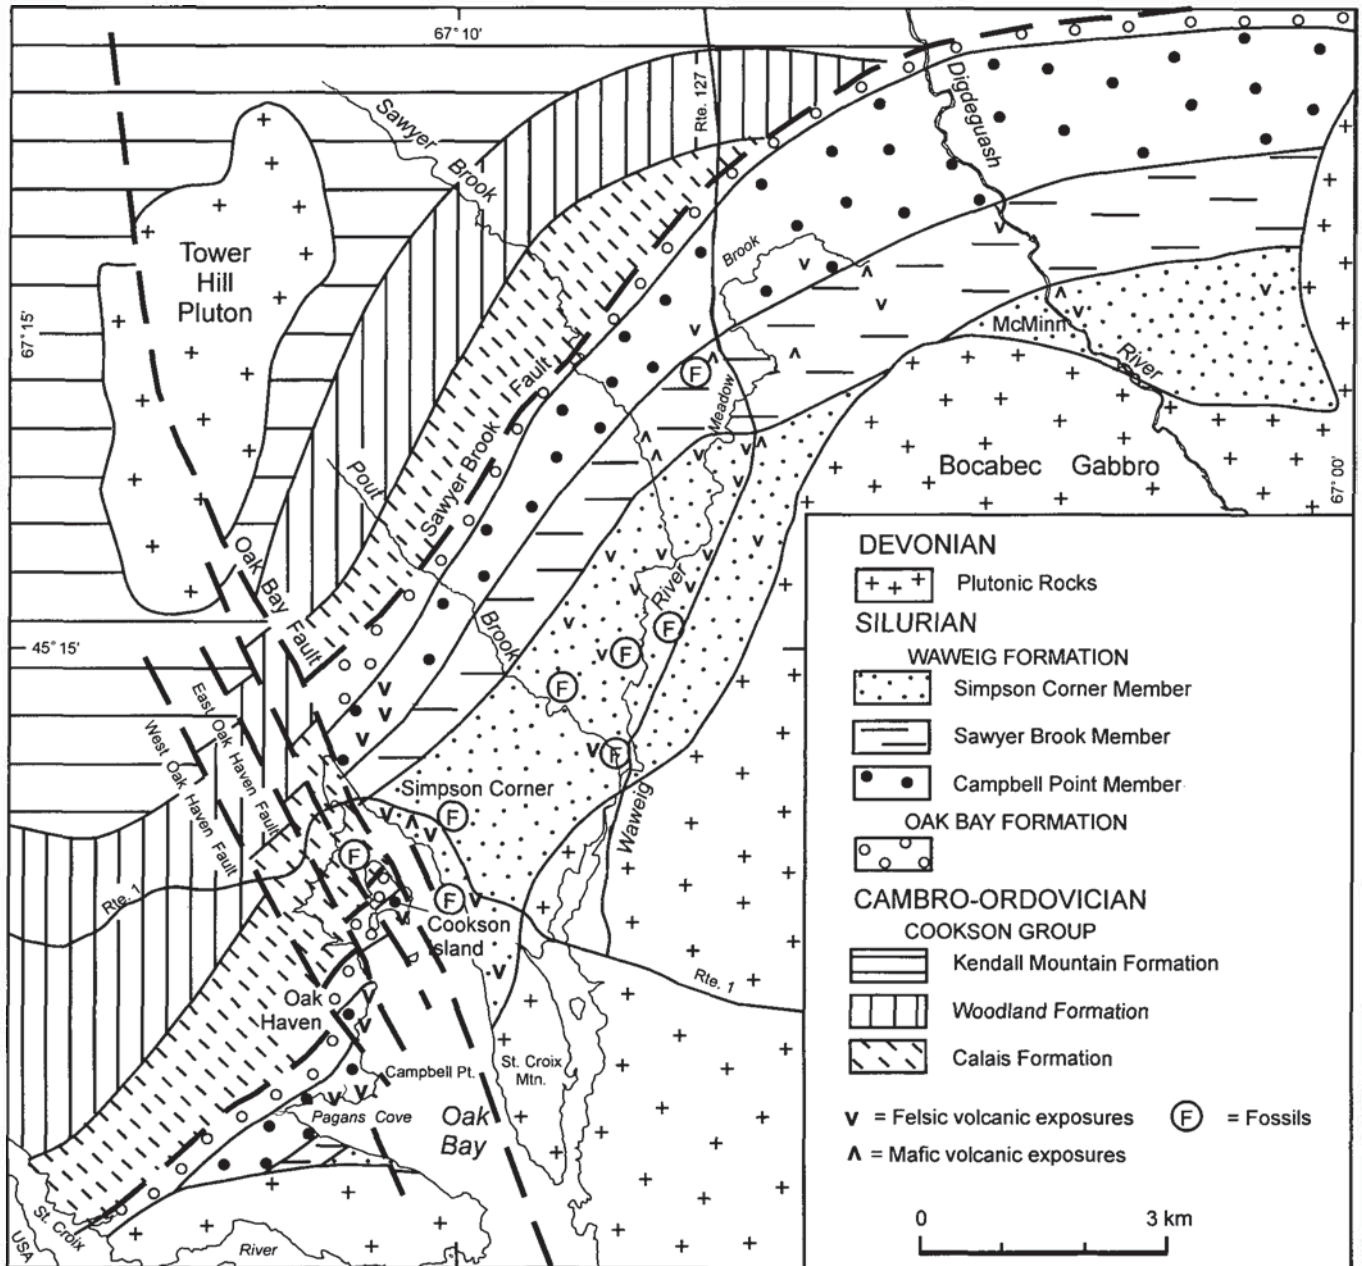 67° 10'
Rte. 127
Digdeguash
Sawyer
Brook
Tower
Hill
Pluton
Brook
67° 15'
McMinn
River
Sawyer Brook Fault
Meadow
F
Bocabec Gabbro
67° 00'
Pout
Brook
Oak Bay Fault
River
F
F
F
F
45° 15'
East Oak Haven Fault
West Oak Haven Fault
Simpson Corner
F
Waweig
F
Rte. 1
F
Cookson
Island
Rte. 1
Oak
Haven
St. Croix
Mtn.
Campbell Pt.
Pagans Cove
Oak
Bay
St. Croix
USA
River
DEVONIAN
Plutonic Rocks
SILURIAN
WAWEIG FORMATION
Simpson Corner Member
Sawyer Brook Member
Campbell Point Member
OAK BAY FORMATION
CAMBRO-ORDOVICIAN
COOKSON GROUP
Kendall Mountain Formation
Woodland Formation
Calais Formation
v = Felsic volcanic exposures
F = Fossils
ʌ = Mafic volcanic exposures
0 3 km